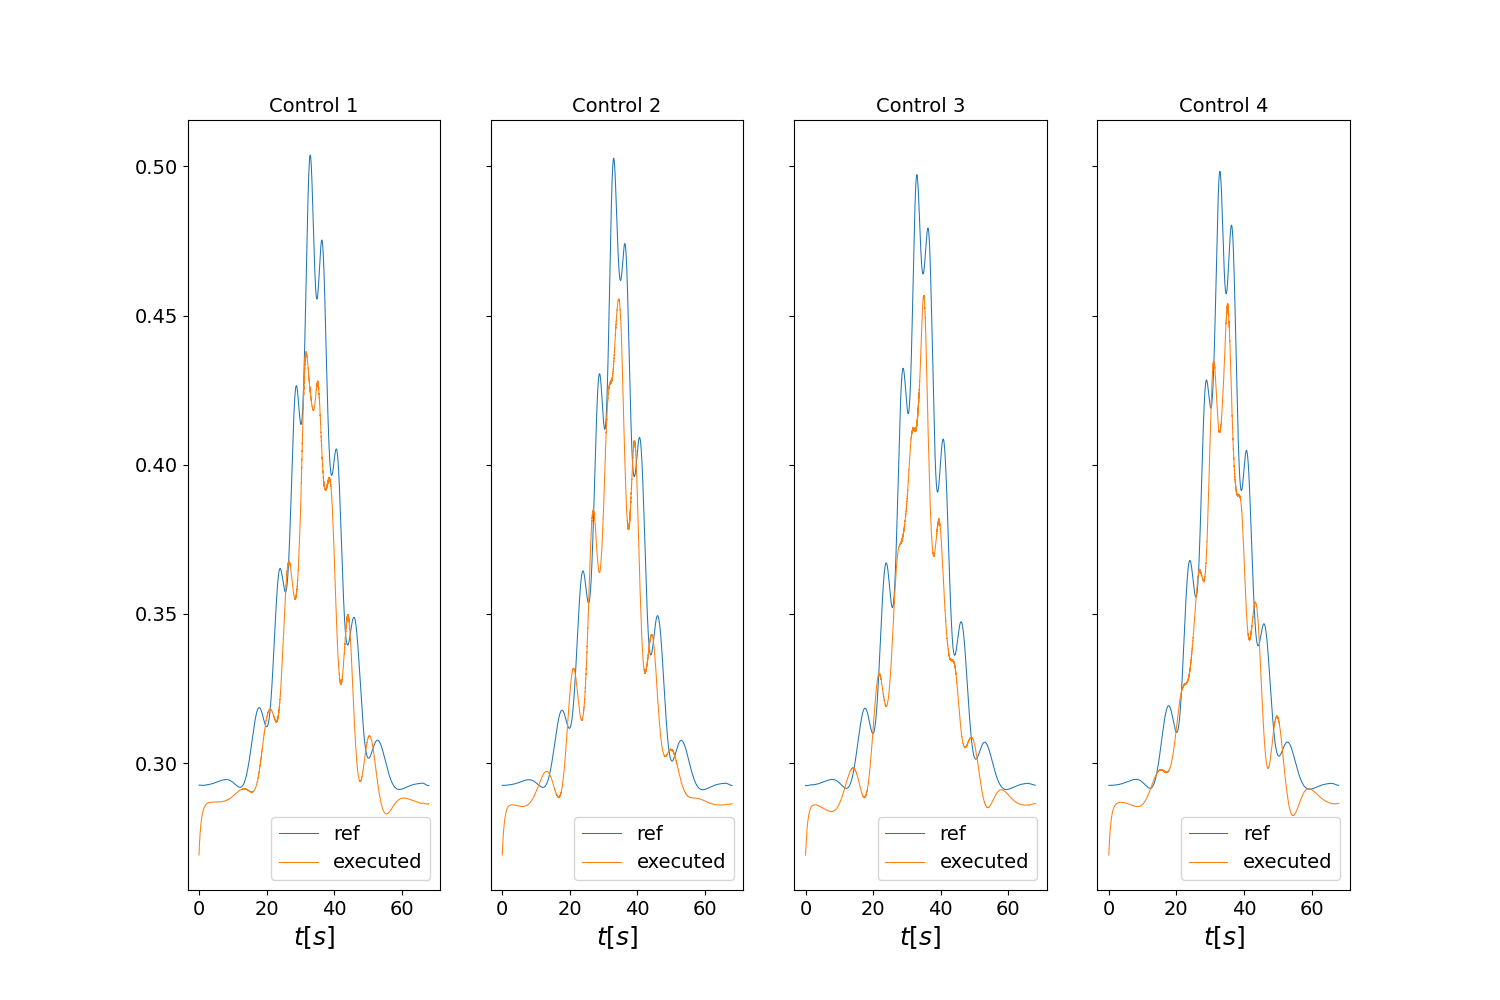 Control 1
Control 2
Control 3
Control 4
0.50
0.45
0.40
0.35
0.30
ref
executed
ref
executed
ref
executed
ref
executed
0 20 40 60
0 20 40 60
0 20 40 60
0 20 40 60
t[s]
t[s]
t[s]
t[s]